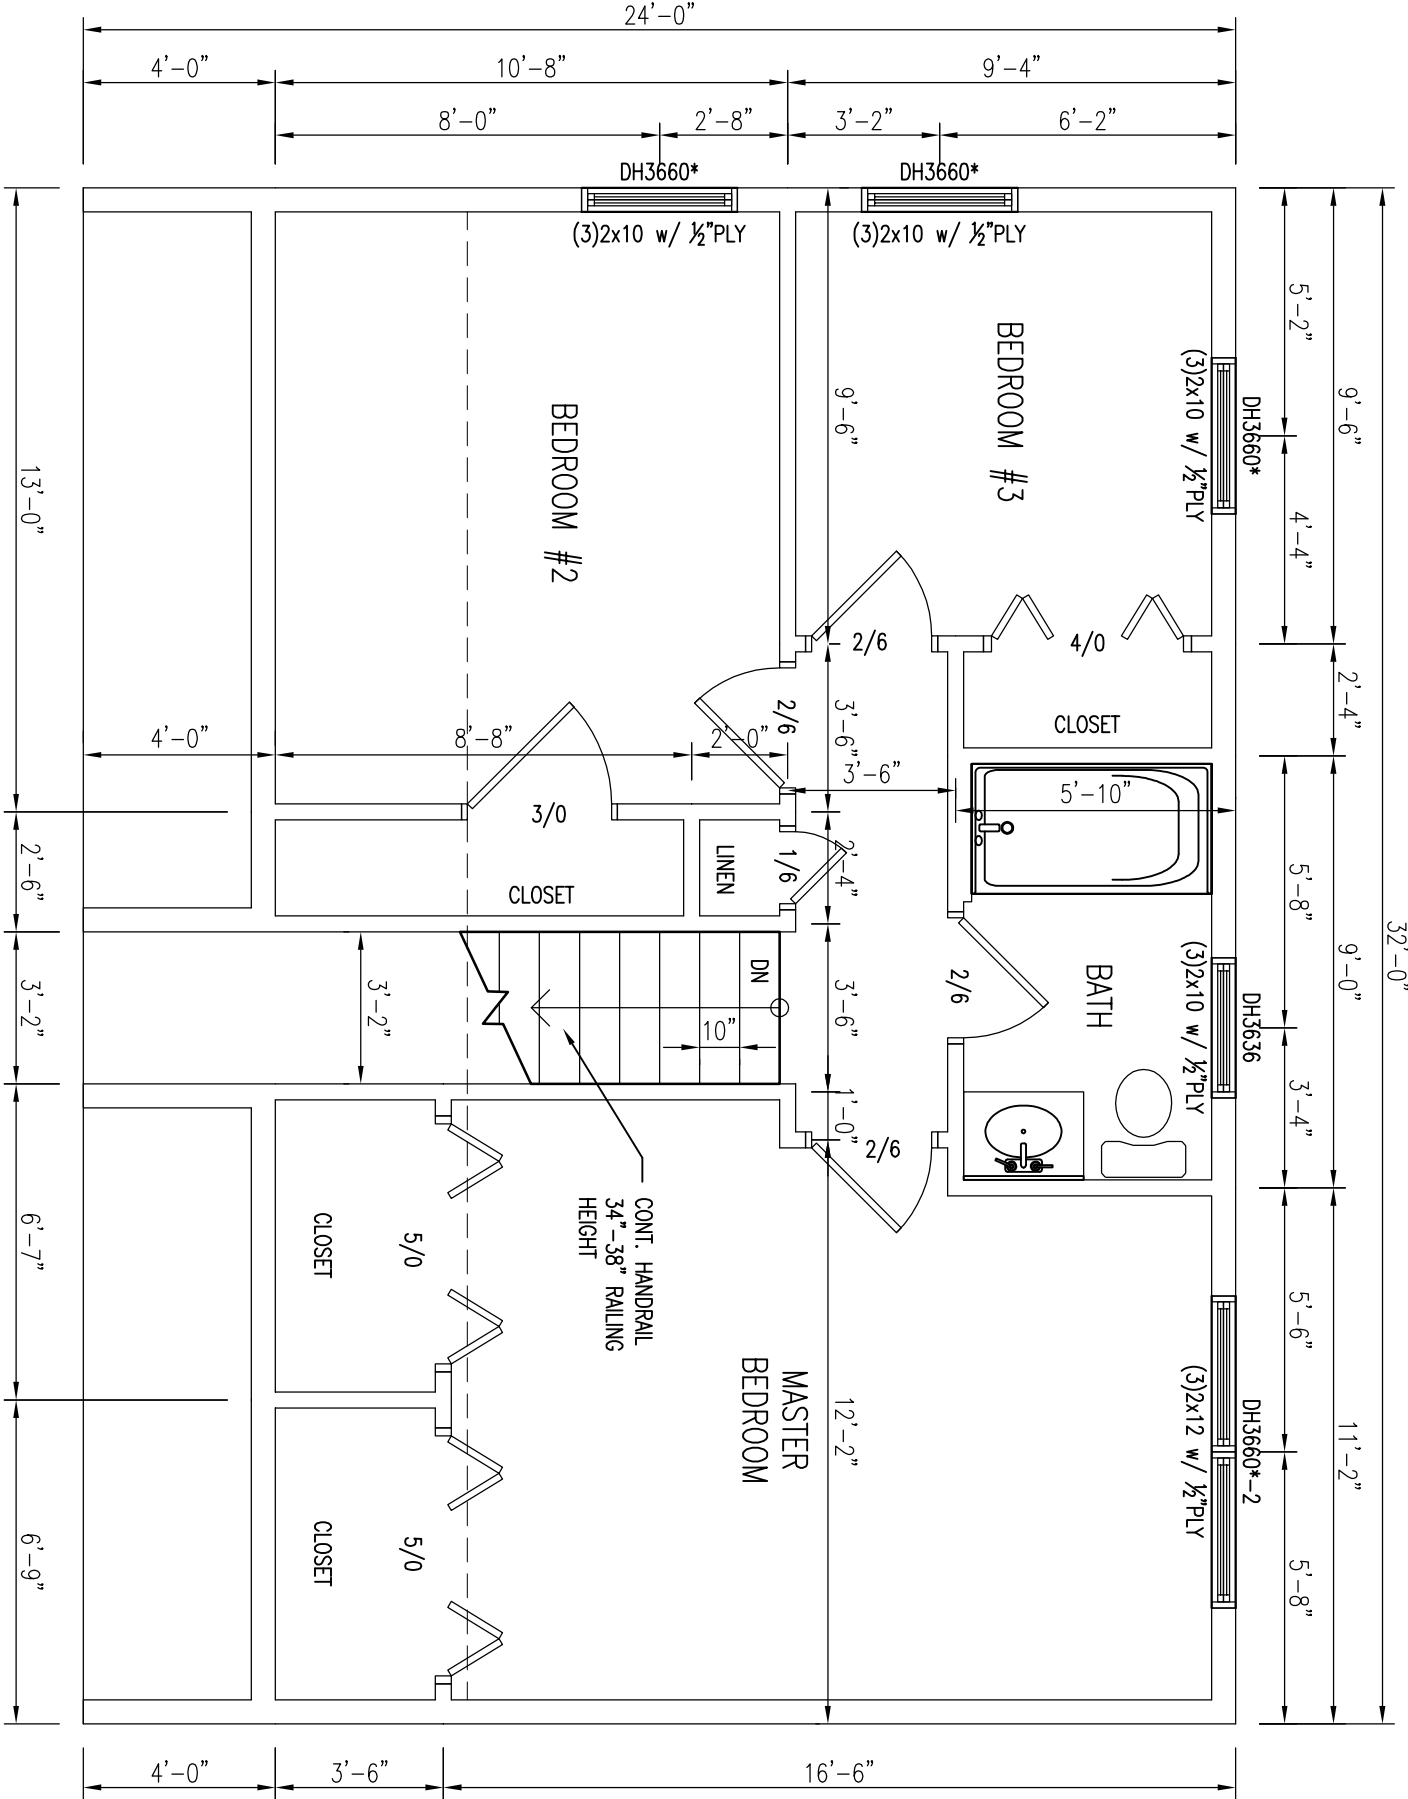 24'-0"
4'-0"
10'-8"
9'-4"
8'-0"
2'-8"
3'-2"
6'-2"
DH3660*
DH3660*
(3)2x10 w/ ½"PLY
(3)2x10 w/ ½"PLY
5'-2"
9'-6"
32'-0"
DH3660*
(3)2x10 w/ ½"PLY
4'-4"
BEDROOM #3
9'-6"
BEDROOM #2
13'-0"
2/6
4/0
2'-4"
CLOSET
2/6
3'-6"
4'-0"
8'-8"
2'-0"
3'-6"
5'-10"
3/0
CLOSET
LINEN
1/6
2'-4"
2'-6"
5'-8"
9'-0"
BATH
2/6
DH3636
(3)2x10 w/ ½"PLY
3'-4"
3'-2"
3'-2"
DN
10"
3'-6"
1'-0"
2/6
CONT. HANDRAIL
34"-38" RAILING
HEIGHT
6'-7"
CLOSET
5/0
5'-6"
11'-2"
MASTER
BEDROOM
12'-2"
DH3660*-2
(3)2x12 w/ ½"PLY
6'-9"
CLOSET
5/0
5'-8"
4'-0"
3'-6"
16'-6"